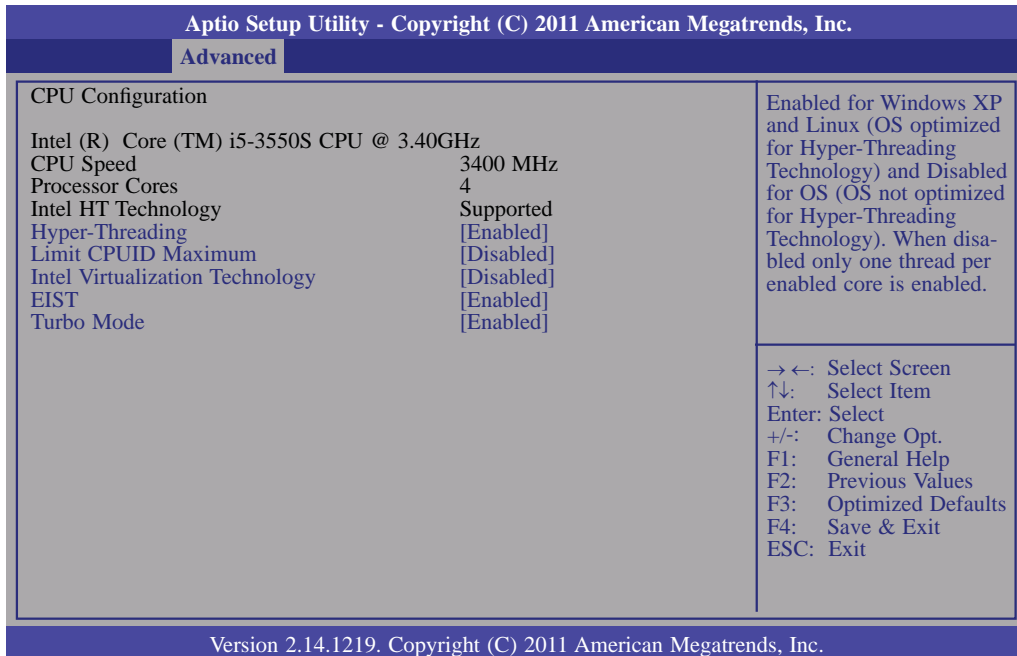 Aptio Setup Utility - Copyright (C) 2011 American Megatrends, Inc.
Advanced
CPU Configuration
Intel (R) Core (TM) i5-3550S CPU @ 3.40GHz
CPU Speed 3400 MHz
Processor Cores 4
Intel HT Technology Supported
Hyper-Threading [Enabled]
Limit CPUID Maximum [Disabled]
Intel Virtualization Technology [Disabled]
EIST [Enabled]
Turbo Mode [Enabled]
Enabled for Windows XP
and Linux (OS optimized
for Hyper-Threading
Technology) and Disabled
for OS (OS not optimized
for Hyper-Threading
Technology). When disa-
bled only one thread per
enabled core is enabled.
→ ←: Select Screen
↑↓: Select Item
Enter: Select
+/-: Change Opt.
F1: General Help
F2: Previous Values
F3: Optimized Defaults
F4: Save & Exit
ESC: Exit
Version 2.14.1219. Copyright (C) 2011 American Megatrends, Inc.